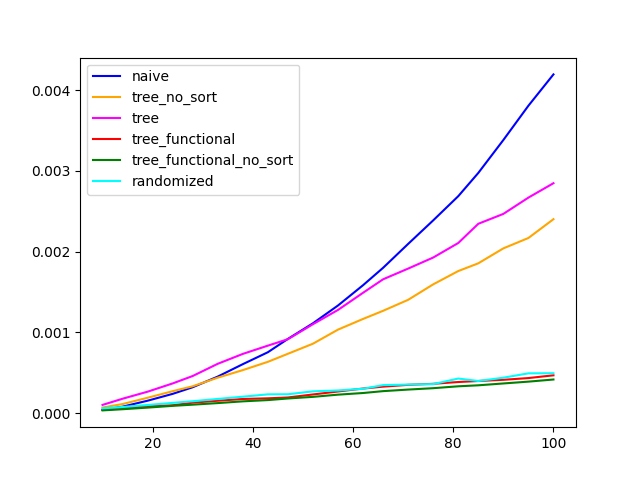 naive
tree_no_sort
tree
tree_functional
tree_functional_no_sort
randomized
0.004
0.003
0.002
0.001
0.000
20 40 60 80 100